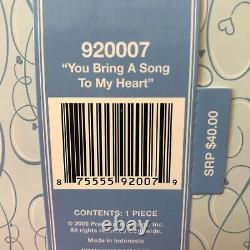 920007
"You Bring A Song
To My Heart"
SRP $40.00
8 75555 92007 9
CONTENTS: 1 PIECE
© 2009 Inc.
All rights
Made in Indonesia